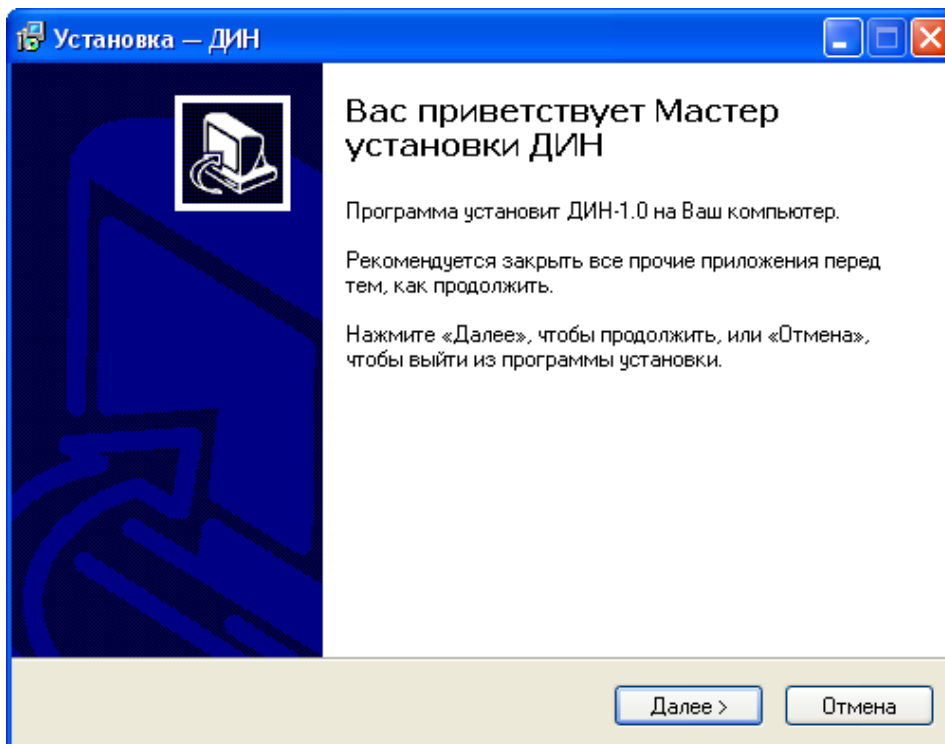 Установка — ДИН
Вас приветствует Мастер
установки ДИН
Программа установит ДИН-1.0 на Ваш компьютер.
Рекомендуется закрыть все прочие приложения перед
тем, как продолжить.
Нажмите «Далее», чтобы продолжить, или «Отмена»,
чтобы выйти из программы установки.
Далее >
Отмена